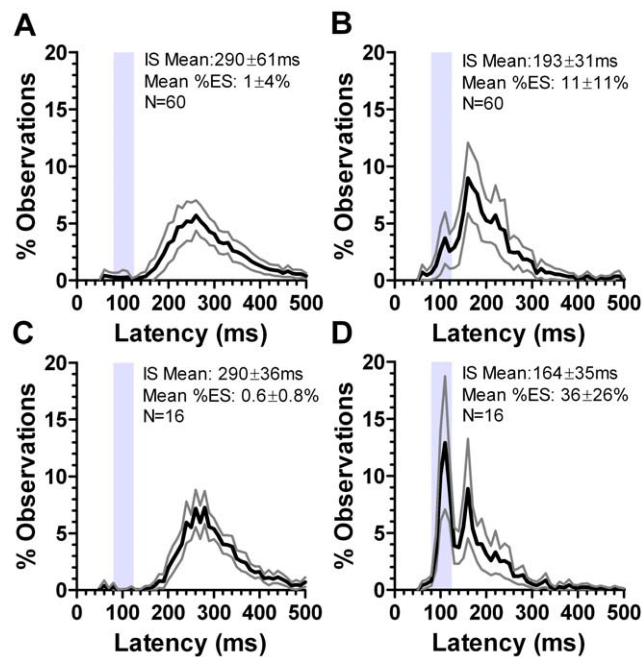 A
B
20
15
10
5
0
% Observations
IS Mean:290±61ms
Mean %ES: 1±4%
N=60
0 100 200 300 400 500
Latency (ms)
20
15
10
5
0
% Observations
IS Mean:193±31ms
Mean %ES: 11±11%
N=60
0 100 200 300 400 500
Latency (ms)
C
D
20
15
10
5
0
% Observations
IS Mean: 290±36ms
Mean %ES: 0.6±0.8%
N=16
0 100 200 300 400 500
Latency (ms)
20
15
10
5
0
% Observations
IS Mean:164±35ms
Mean %ES: 36±26%
N=16
0 100 200 300 400 500
Latency (ms)